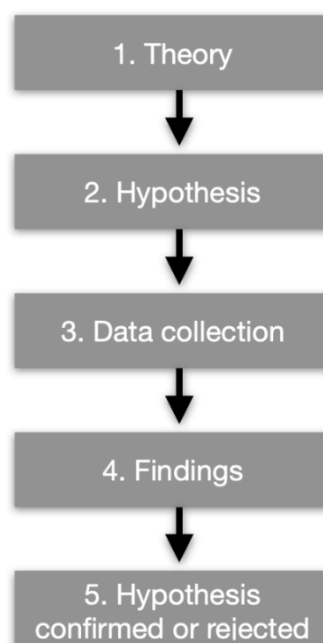 1. Theory
2. Hypothesis
3. Data collection
4. Findings
5. Hypothesis
confirmed or rejected